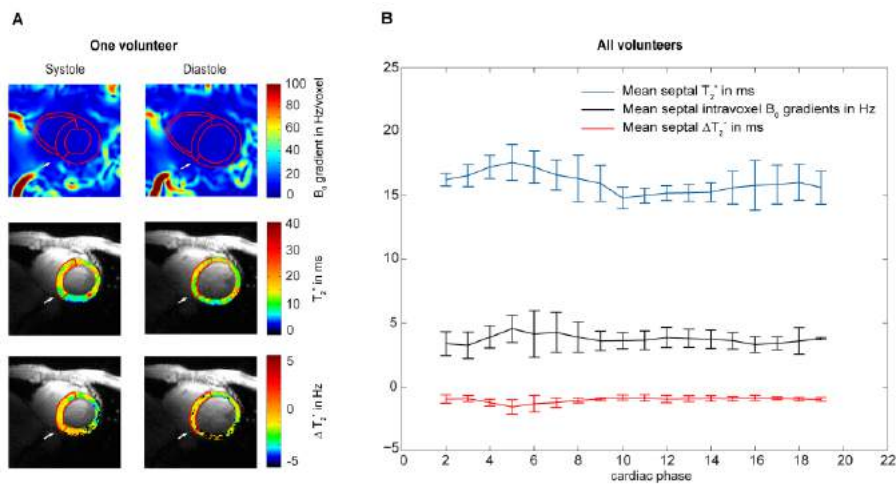 A
One volunteer
Systole
Diastole
100
80
60
40
20
0
B₀ gradient in Hz/voxel
40
30
20
10
0
T₂* in ms
5
0
-5
Δ T₂* in Hz
B
All volunteers
25
20
15
10
5
0
−5
Mean septal T₂* in ms
Mean septal intravoxel B₀ gradients in Hz
Mean septal ΔT₂* in ms
0 2 4 6 8 10 12 14 16 18 20 22
cardiac phase